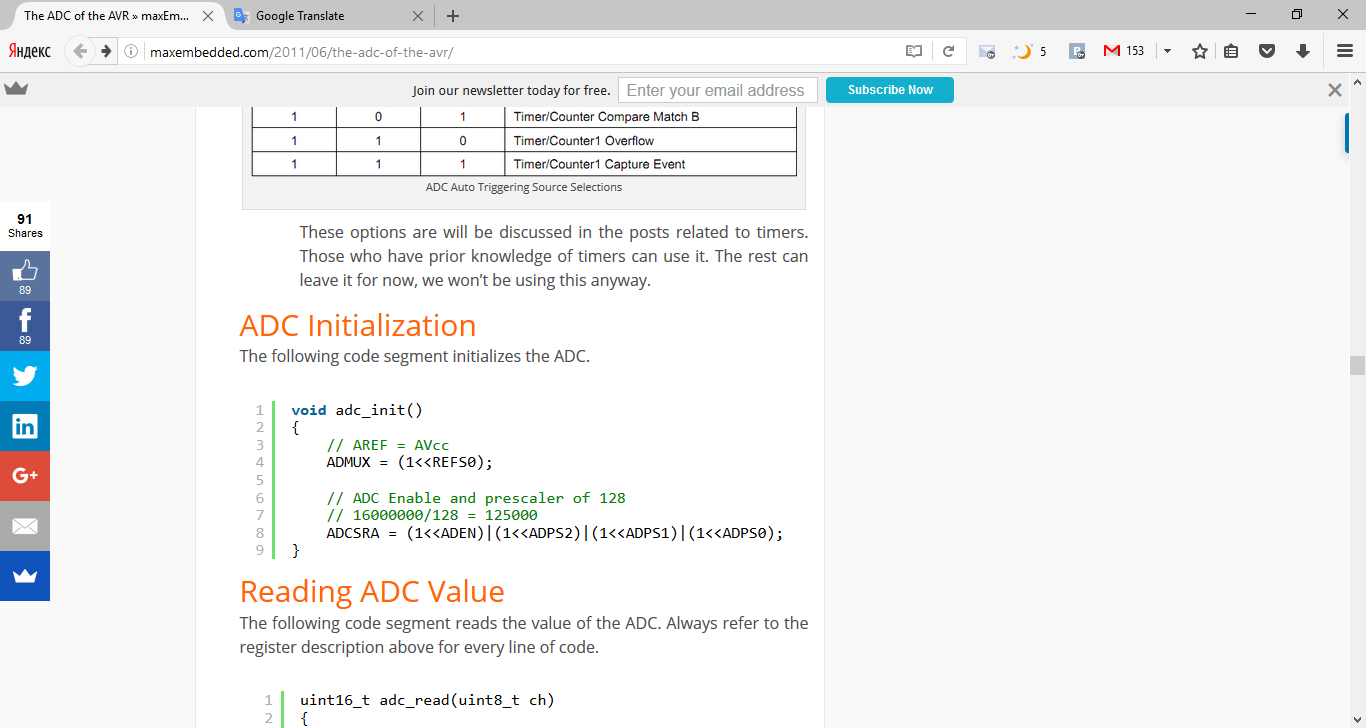 The ADC of the AVR » maxEm...
Google Translate
Яндекс
maxembedded.com/2011/06/the-adc-of-the-avr/
5
153
Join our newsletter today for free.
Enter your email address
Subscribe Now
1 0 1 Timer/Counter Compare Match B
1 1 0 Timer/Counter1 Overflow
1 1 1 Timer/Counter1 Capture Event
ADC Auto Triggering Source Selections
91
Shares
89
89
These options are will be discussed in the posts related to timers.
Those who have prior knowledge of timers can use it. The rest can
leave it for now, we won’t be using this anyway.
ADC Initialization
The following code segment initializes the ADC.
1 void adc_init()
2 {
3 // AREF = AVcc
4 ADMUX = (1<<REFS0);
5
6 // ADC Enable and prescaler of 128
7 // 16000000/128 = 125000
8 ADCSRA = (1<<ADEN)|(1<<ADPS2)|(1<<ADPS1)|(1<<ADPS0);
9 }
Reading ADC Value
The following code segment reads the value of the ADC. Always refer to the
register description above for every line of code.
1 uint16_t adc_read(uint8_t ch)
2 {